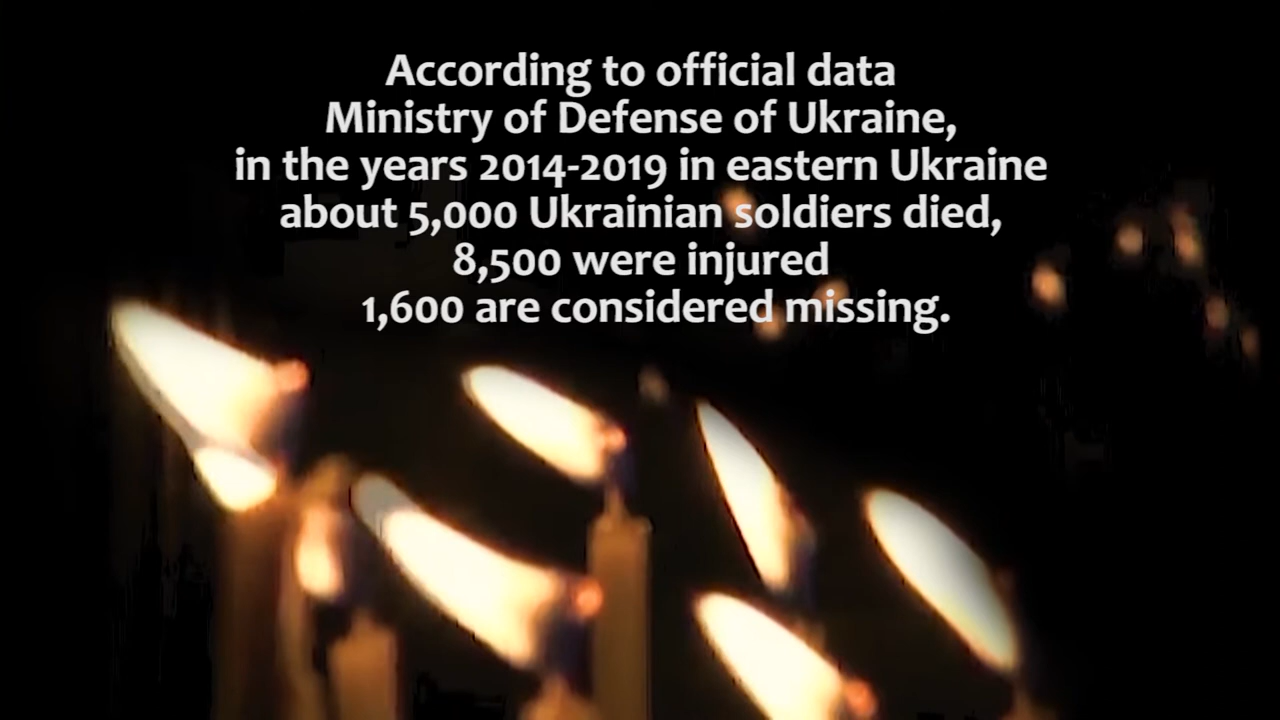 According to official data
Ministry of Defense of Ukraine,
in the years 2014-2019 in eastern Ukraine
about 5,000 Ukrainian soldiers died,
8,500 were injured
1,600 are considered missing.